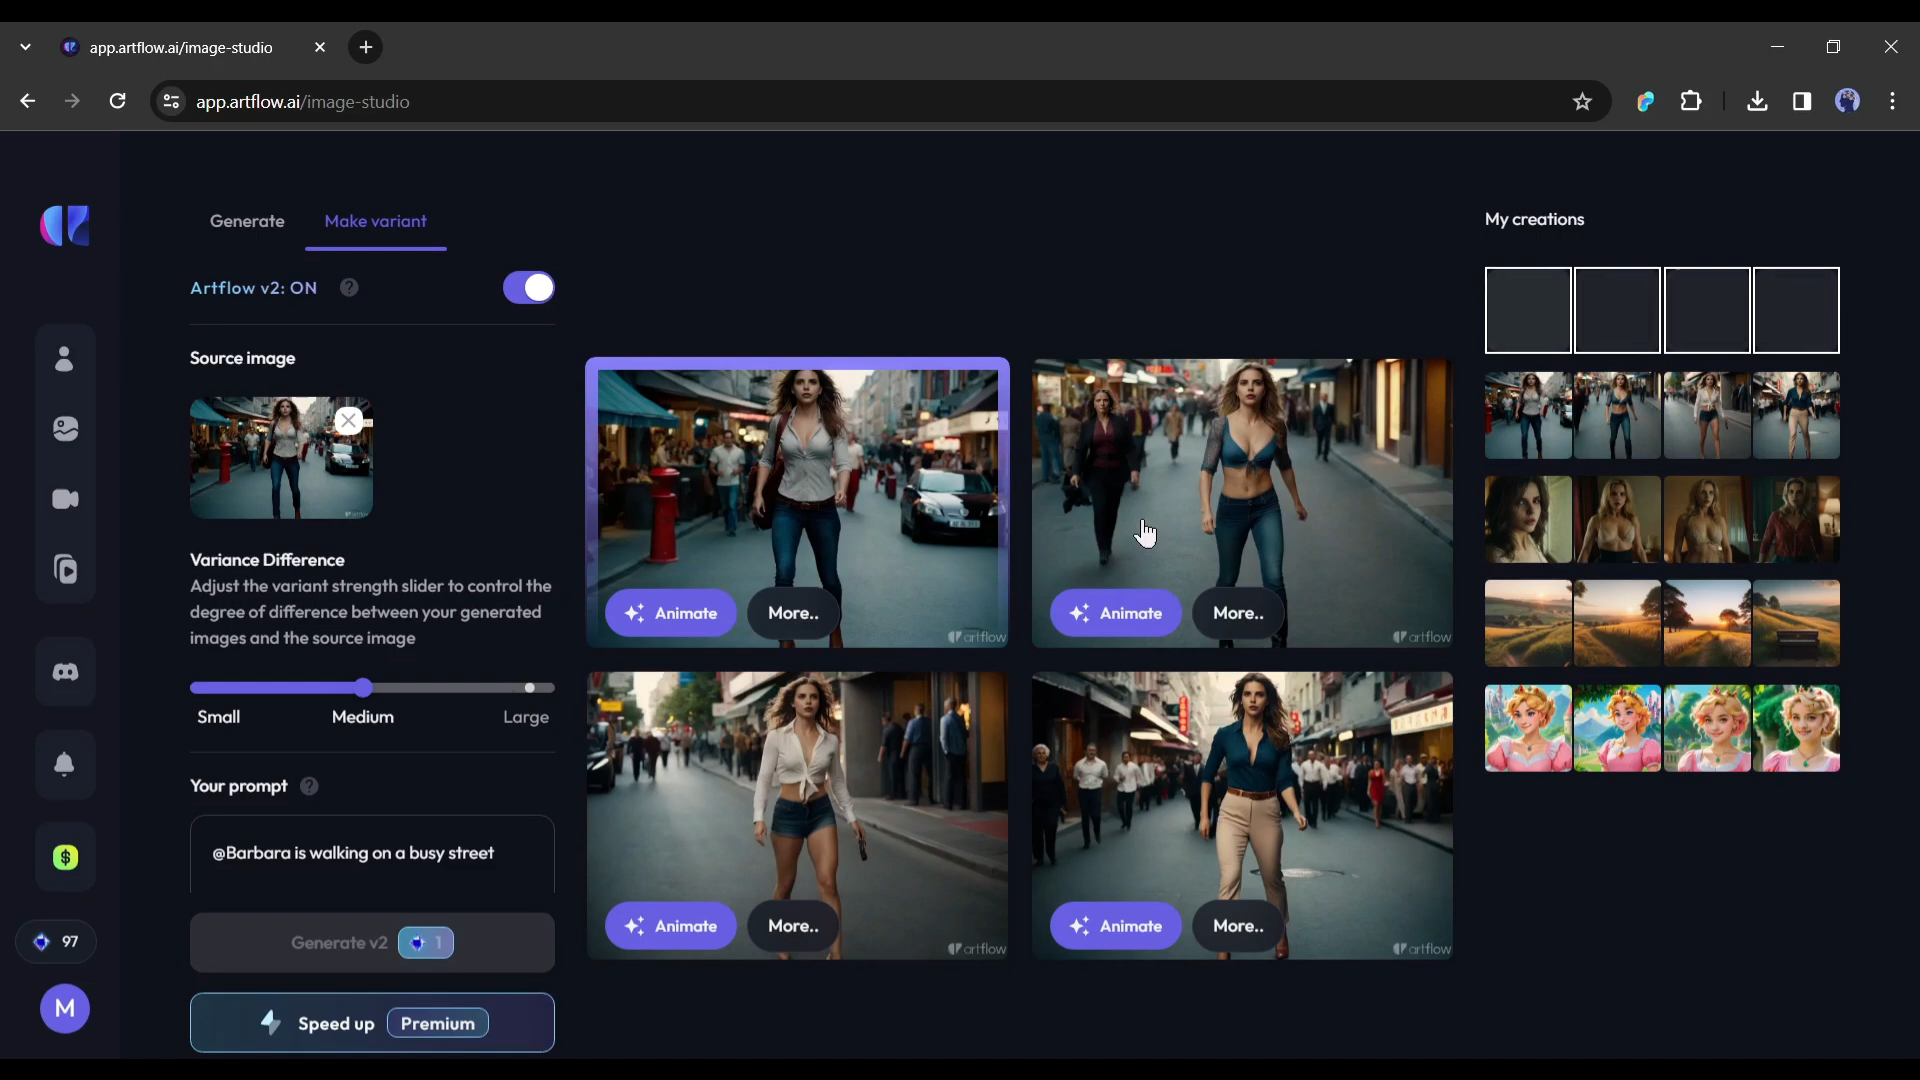 app.artflow.ai/image-studio
app.artflow.ai/image-studio
Generate
Make variant
My creations
Artflow v2: ON
?
Source image
artflow
Variance Difference
Adjust the variant strength slider to control the
degree of difference between your generated
images and the source image
Small
Medium
Large
Your prompt
?
@Barbara is walking on a busy street
Generate v2
1
Speed up
Premium
$
97
M
Animate
More..
artflow
Animate
More..
artflow
Animate
More..
artflow
Animate
More..
artflow